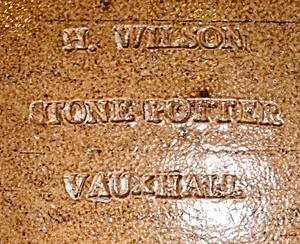 H. WILSON
STONE POTTER
VAUXHALL